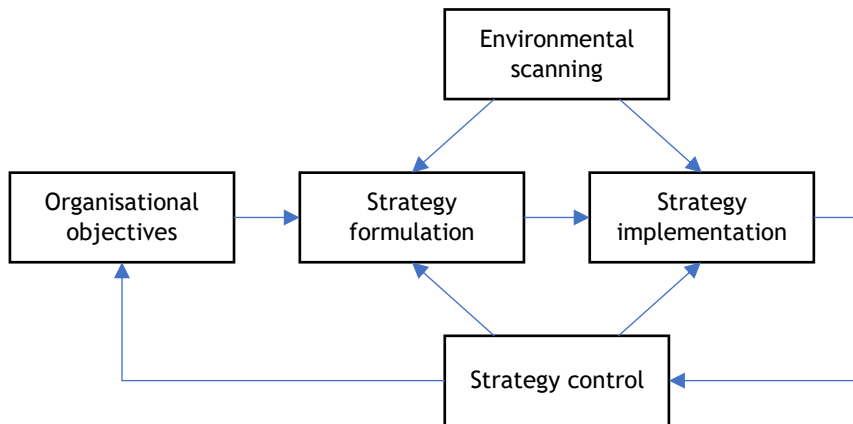 Environmental
scanning
Organisational
objectives
Strategy
formulation
Strategy
implementation
Strategy control